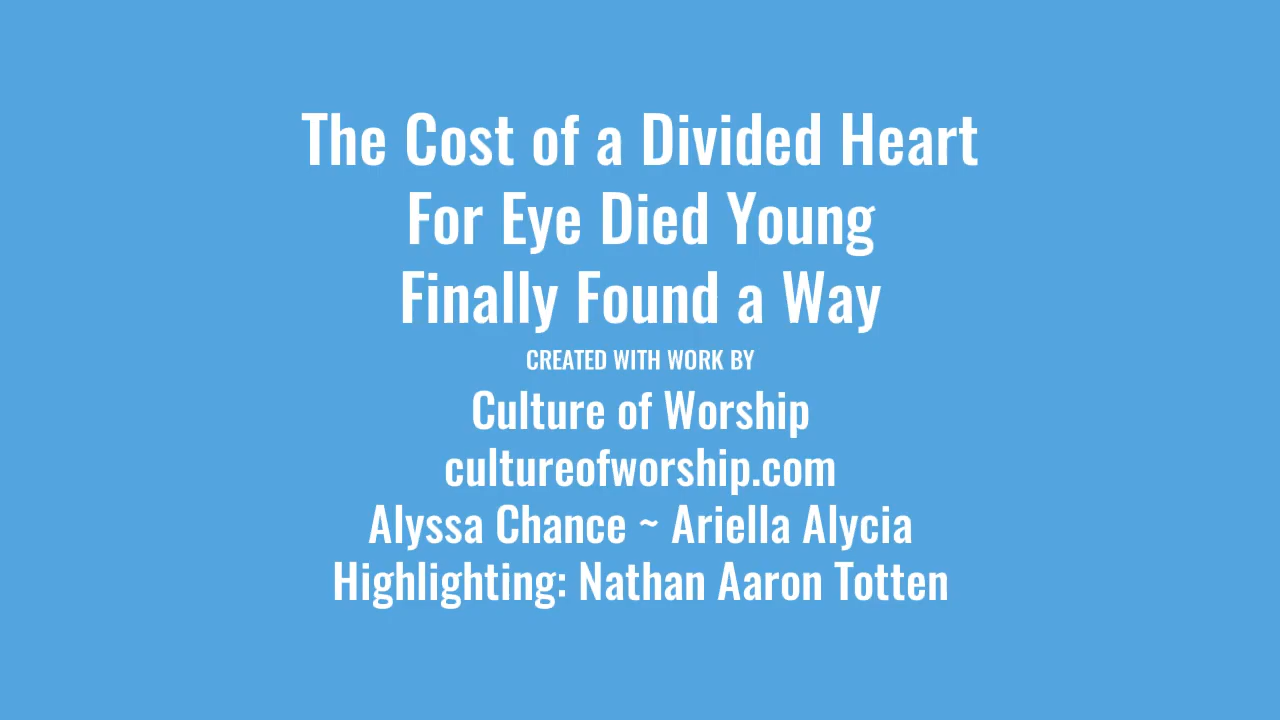 The Cost of a Divided Heart
For Eye Died Young
Finally Found a Way
CREATED WITH WORK BY
Culture of Worship
cultureofworship.com
Alyssa Chance ~ Ariella Alycia
Highlighting: Nathan Aaron Totten